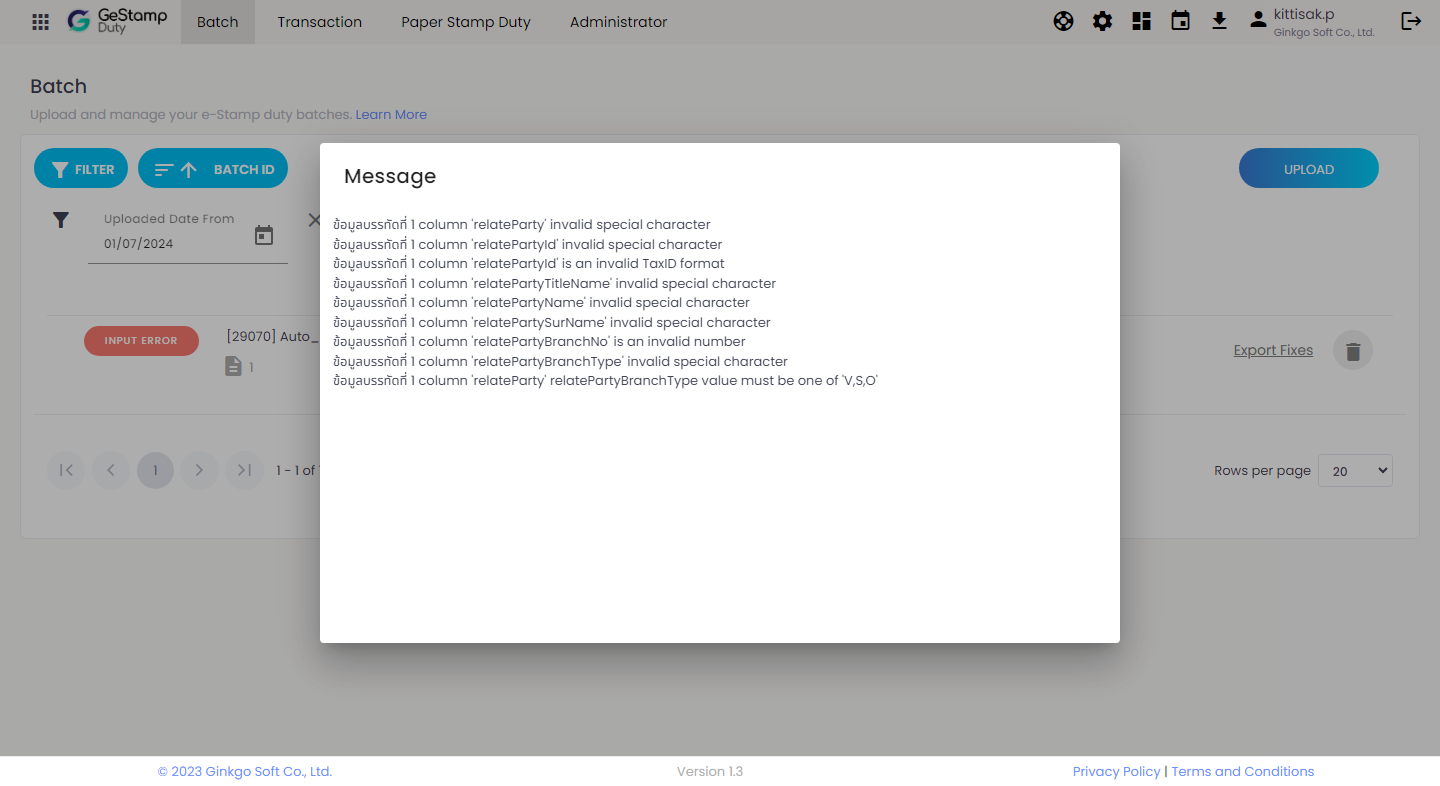 GeStamp
Duty
Batch
Transaction
Paper Stamp Duty
Administrator
kittisak.p
Ginkgo Soft Co., Ltd.
Batch
Upload and manage your e-Stamp duty batches. Learn More
FILTER
BATCH ID
UPLOAD
Uploaded Date From
01/07/2024
Message
ข้อมูลบรรทัดที่ 1 column 'relateParty' invalid special character
ข้อมูลบรรทัดที่ 1 column 'relatePartyId' invalid special character
ข้อมูลบรรทัดที่ 1 column 'relatePartyId' is an invalid TaxID format
ข้อมูลบรรทัดที่ 1 column 'relatePartyTitleName' invalid special character
ข้อมูลบรรทัดที่ 1 column 'relatePartyName' invalid special character
ข้อมูลบรรทัดที่ 1 column 'relatePartySurName' invalid special character
ข้อมูลบรรทัดที่ 1 column 'relatePartyBranchNo' is an invalid number
ข้อมูลบรรทัดที่ 1 column 'relatePartyBranchType' invalid special character
ข้อมูลบรรทัดที่ 1 column 'relateParty' relatePartyBranchType value must be one of 'V,S,O'
INPUT ERROR
[29070] Auto_
1
Export Fixes
1
1 - 1 of
Rows per page
20
© 2023 Ginkgo Soft Co., Ltd.
Version 1.3
Privacy Policy | Terms and Conditions